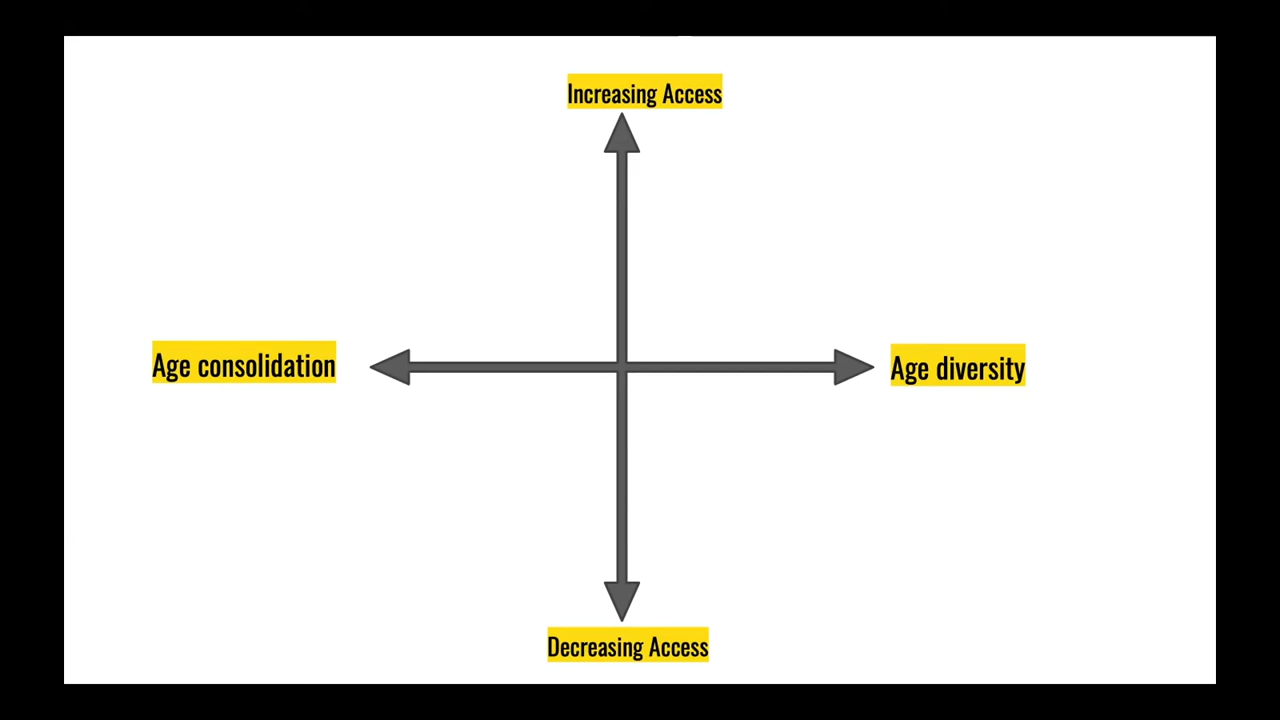 Increasing Access
Age consolidation
Age diversity
Decreasing Access